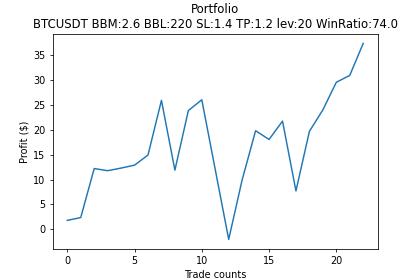 Portfolio
BTCUSDT BBM:2.6 BBL:220 SL:1.4 TP:1.2 lev:20 WinRatio:74.0
Profit ($)
35
30
25
20
15
10
5
0
0 5 10 15 20
Trade counts